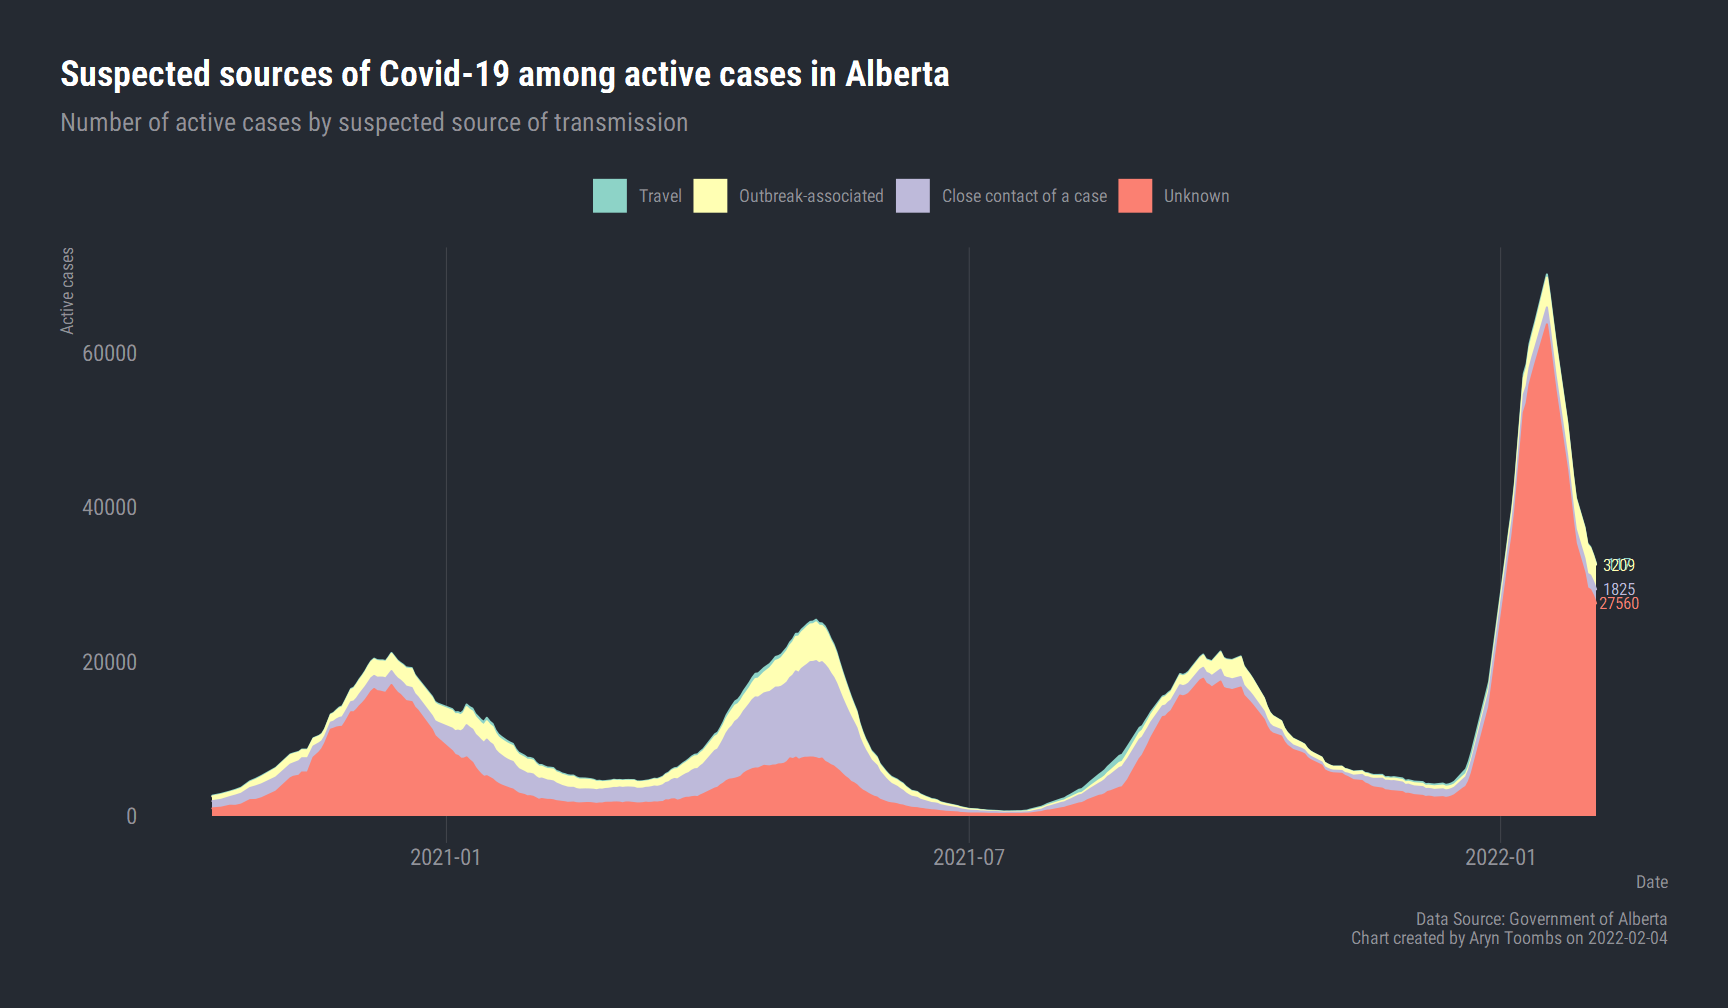 Suspected sources of Covid-19 among active cases in Alberta
Number of active cases by suspected source of transmission
Travel
Outbreak-associated
Close contact of a case
Unknown
Active cases
60000
40000
20000
0
3209
1825
27560
2021-01
2021-07
2022-01
Date
Data Source: Government of Alberta
Chart created by Aryn Toombs on 2022-02-04